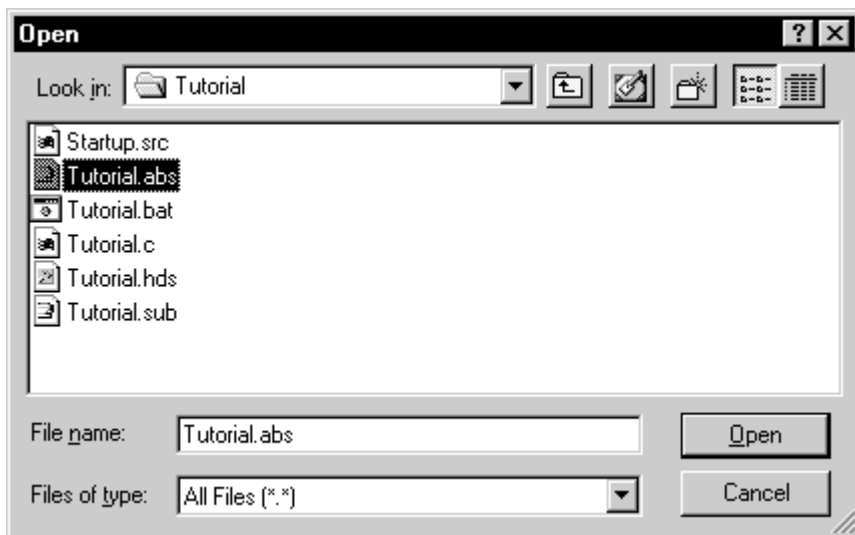 Open
Look in: Tutorial
Startup.src
Tutorial.abs
Tutorial.bat
Tutorial.c
Tutorial.hds
Tutorial.sub
File name: Tutorial.abs Open
Files of type: All Files (*.*) Cancel